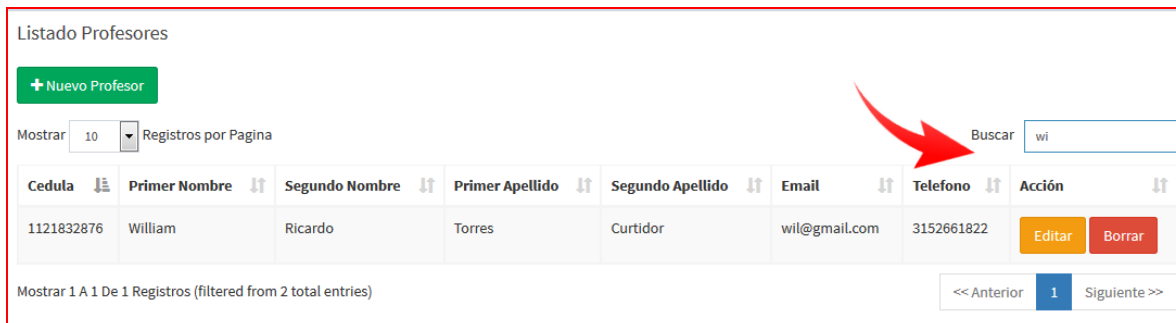 Listado Profesores
+ Nuevo Profesor
Mostrar 10 Registros por Pagina Buscar wi
Cedula Primer Nombre Segundo Nombre Primer Apellido Segundo Apellido Email Telefono Acción
1121832876 William Ricardo Torres Curtidor wil@gmail.com 3152661822 Editar Borrar
Mostrar 1 A 1 De 1 Registros (filtered from 2 total entries) << Anterior 1 Siguiente >>